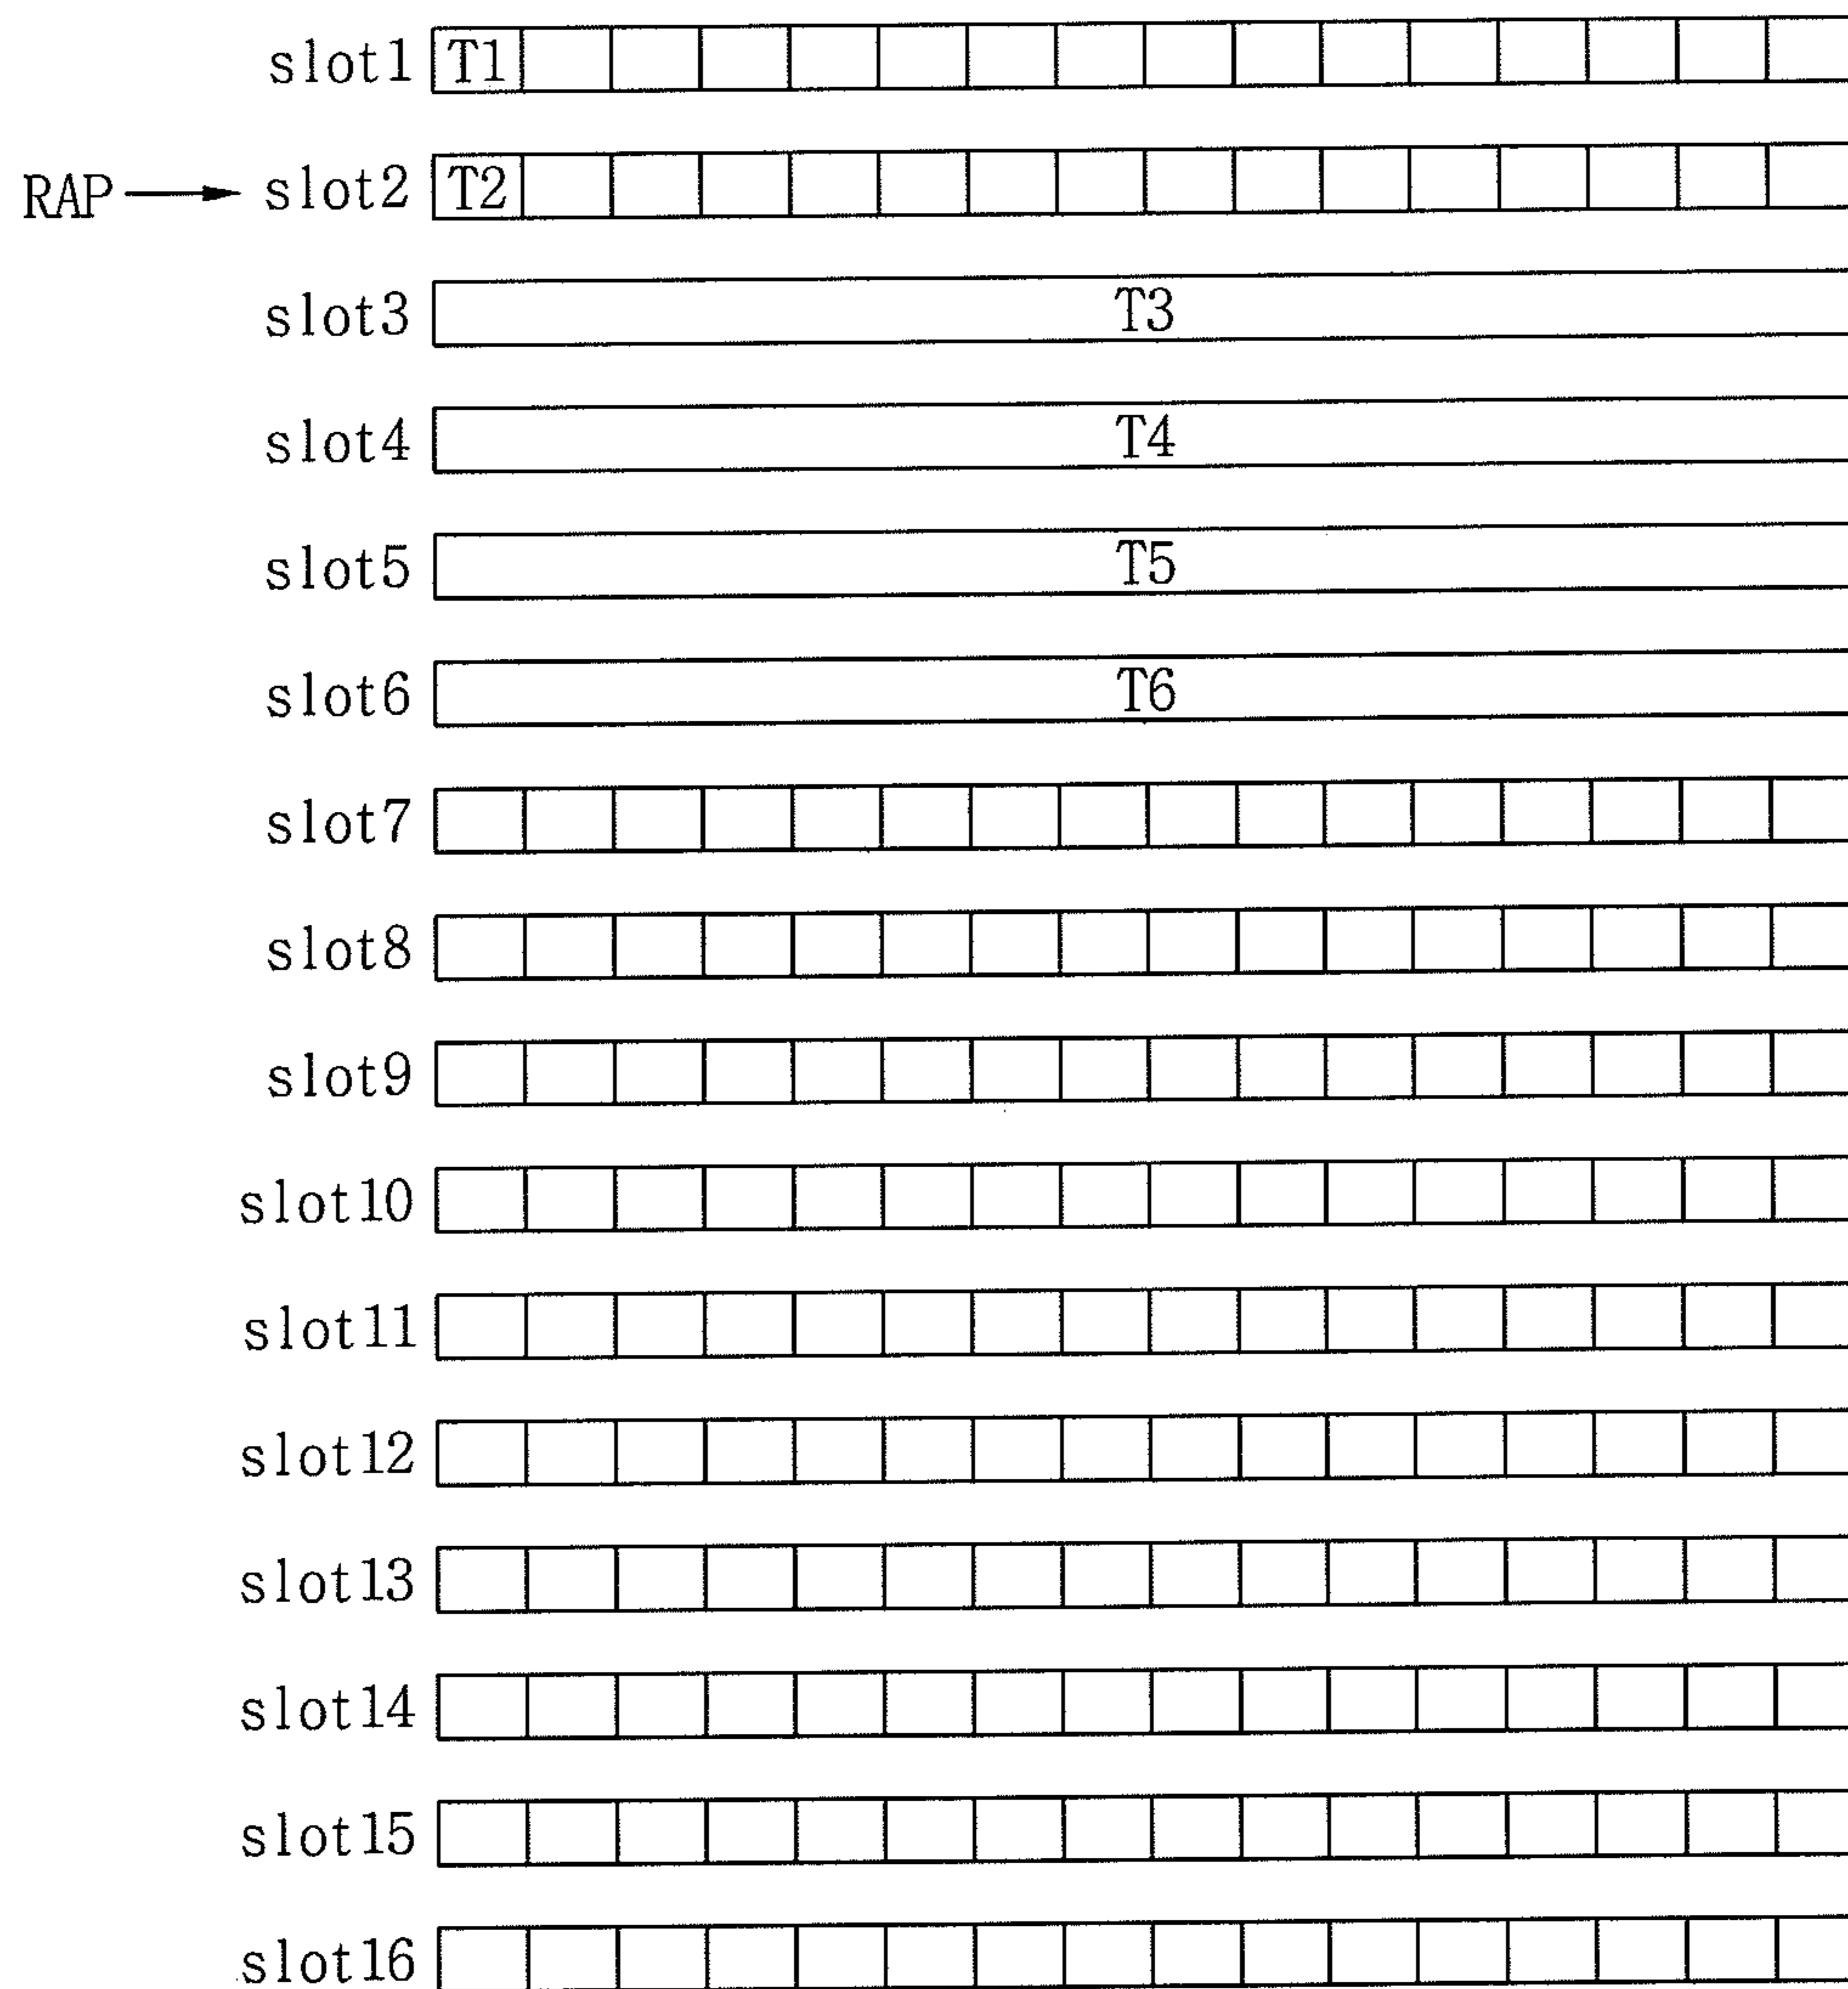 slot1 T1
RAP slot2 T2
slot3 T3
slot4 T4
slot5 T5
slot6 T6
slot7
slot8
slot9
slot10
slot11
slot12
slot13
slot14
slot15
slot16